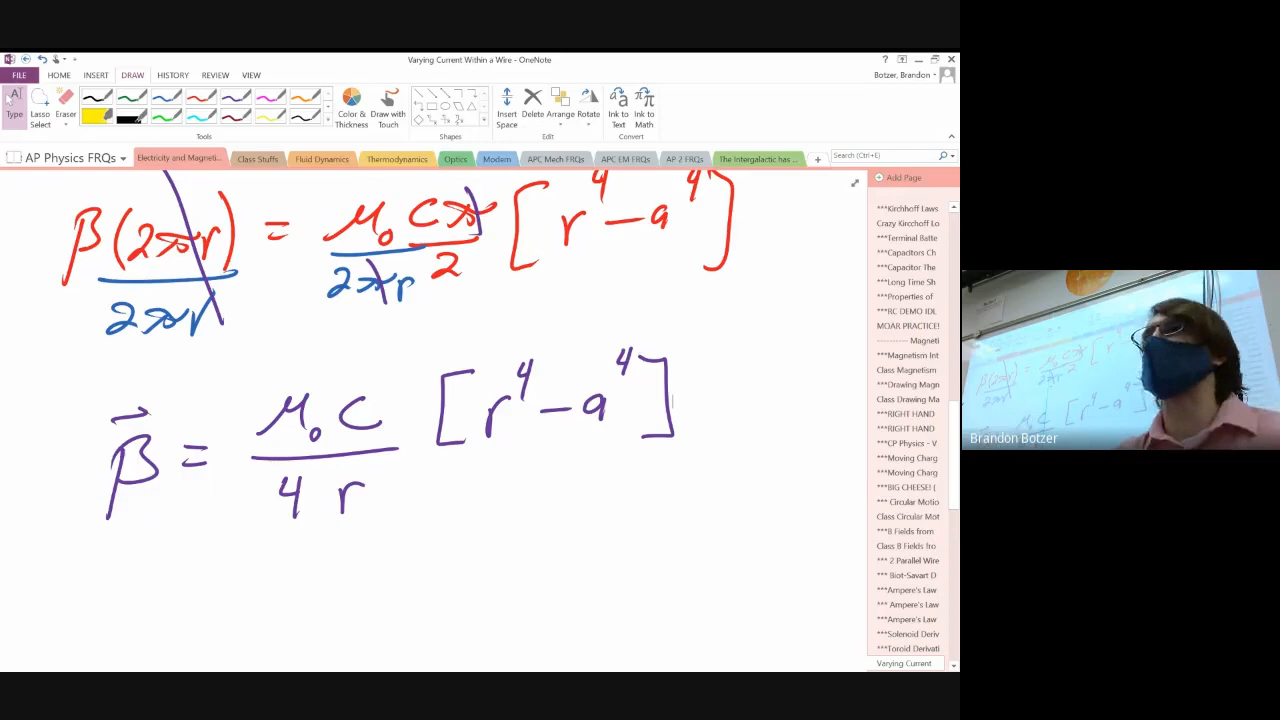 Varying Current Within a Wire - OneNote
FILE HOME INSERT DRAW HISTORY REVIEW VIEW
Botzer, Brandon
Type Lasso Select Eraser Color & Thickness Draw with Touch Insert Space Delete Arrange Rotate Ink to Text Ink to Math
Tools Shapes Edit Convert
AP Physics FRQs Electricity and Magneti... Class Stuffs Fluid Dynamics Thermodynamics Optics Modern APC Mech FRQs APC EM FRQs AP 2 FRQs The Intergalactic has ... Search (Ctrl+E)
Add Page
***Kirchhoff Laws
Crazy Kircchoff Lo
***Terminal Batte
***Capacitors Ch
***Capacitor The
***Long Time Sh
***Properties of
***RC DEMO IDL
MOAR PRACTICE!
----------- Magneti
***Magnetism Int
Class Magnetism
***Drawing Magn
Class Drawing Ma
***RIGHT HAND
***RIGHT HAND
***CP Physics - V
***Moving Charg
***Moving Charg
***BIG CHEESE! (
*** Circular Motio
Class Circular Mot
***B Fields from
Class B Fields fro
*** 2 Parallel Wire
*** Biot-Savart D
***Ampere's Law
*** Ampere's Law
***Ampere's Law
***Solenoid Deriv
***Toroid Derivati
Varying Current
β(2πr)/2πr = μ₀Cπ/2πr 2 [r⁴ − a⁴]
β⃗ = μ₀C/4r [r⁴ − a⁴]
Brandon Botzer